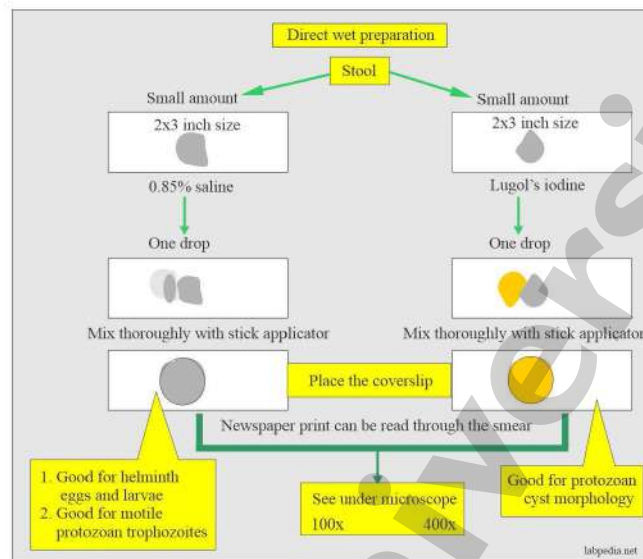 Direct wet preparation
Stool
Small amount
Small amount
2x3 inch size
2x3 inch size
0.85% saline
Lugol's iodine
One drop
One drop
Mix thoroughly with stick applicator
Mix thoroughly with stick applicator
Place the coverslip
Newspaper print can be read through the smear
1. Good for helminth
eggs and larvae
2. Good for motile
protozoan trophozoites
See under microscope
100x 400x
Good for protozoan
cyst morphology
labpedia.net